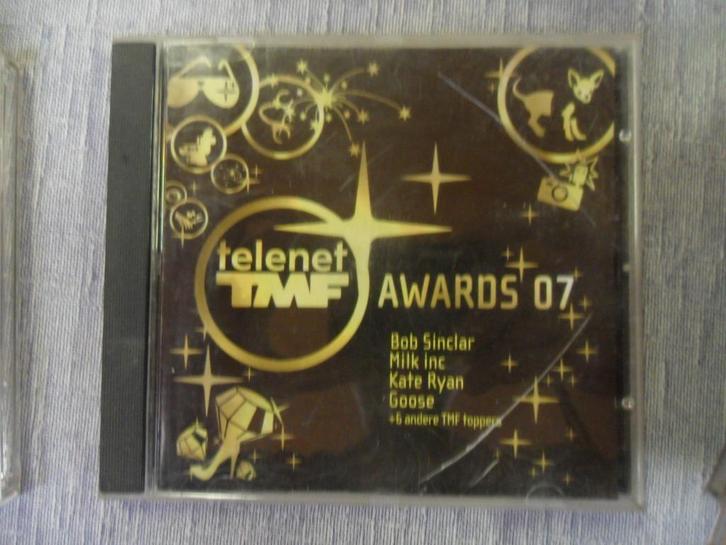 telenet
TMF
AWARDS 07
Bob Sinclar
Milk inc
Kate Ryan
Goose
+6 andere TMF toppers